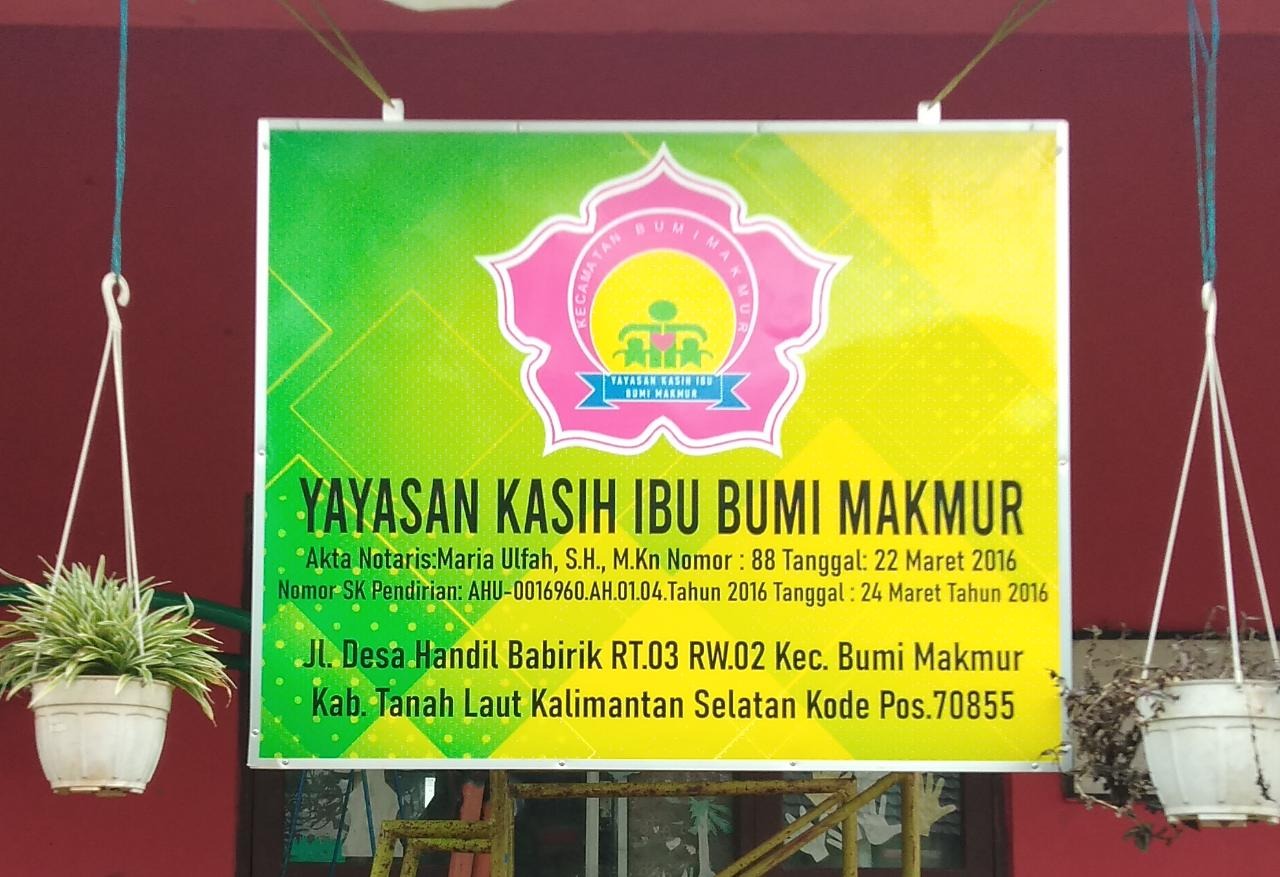 KECAMATAN BUMI MAKMUR
YAYASAN KASIH IBU
BUMI MAKMUR
YAYASAN KASIH IBU BUMI MAKMUR
Akta Notaris:Maria Ulfah, S.H., M.Kn Nomor : 88 Tanggal: 22 Maret 2016
Nomor SK Pendirian: AHU-0016960.AH.01.04.Tahun 2016 Tanggal : 24 Maret Tahun 2016
Jl. Desa Handil Babirik RT.03 RW.02 Kec. Bumi Makmur
Kab. Tanah Laut Kalimantan Selatan Kode Pos.70855